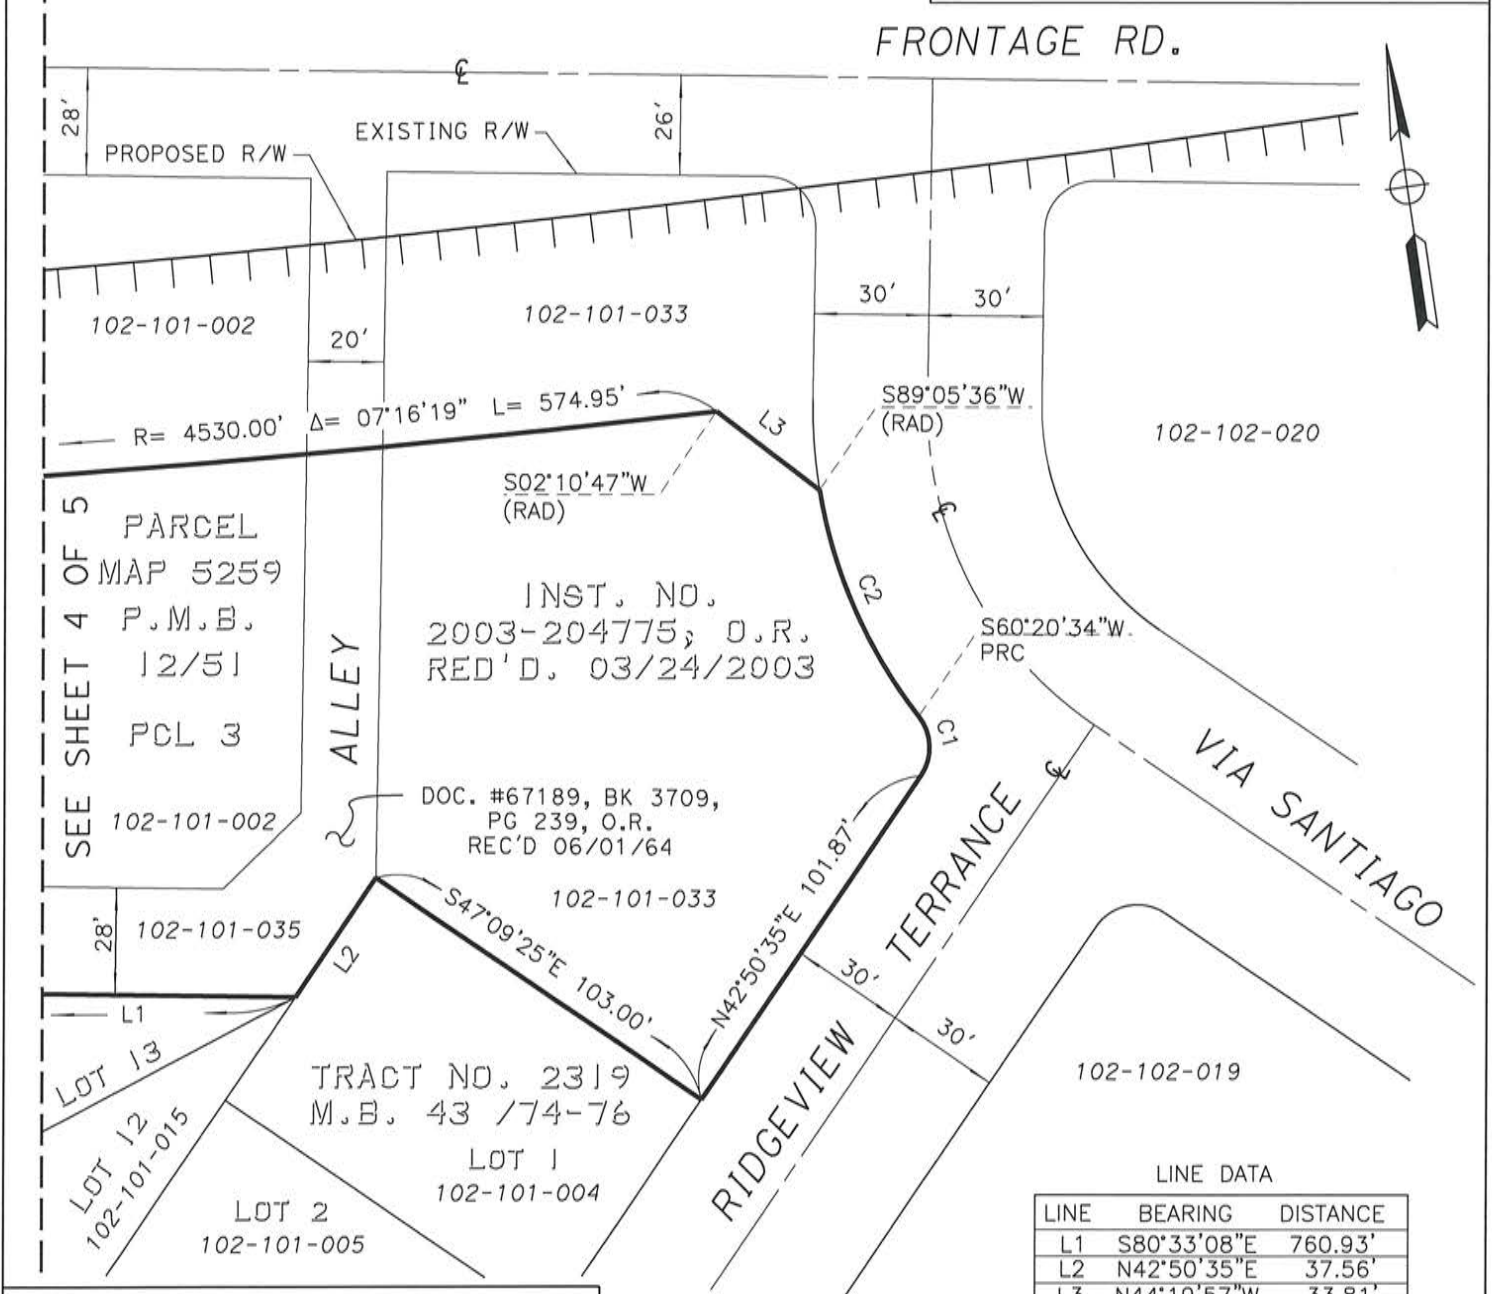 FRONTAGE RD.
℄
28'
26'
EXISTING R/W
PROPOSED R/W
30'
30'
102-101-002
102-101-033
20'
S89°05'36"W
(RAD)
R= 4530.00' Δ= 07°16'19" L= 574.95'
L3
102-102-020
S02°10'47"W
(RAD)
℄
SEE SHEET 4 OF 5
PARCEL
MAP 5259
P.M.B.
12/51
PCL 3
102-101-002
ALLEY
INST. NO.
2003-204775; O.R.
RED'D. 03/24/2003
C2
S60°20'34"W
PRC
C1
VIA SANTIAGO
DOC. #67189, BK 3709,
PG 239, O.R.
REC'D 06/01/64
102-101-033
S47°09'25"E 103.00'
N42°50'35"E 101.87'
RIDGEVIEW TERRANCE
℄
30'
30'
28'
102-101-035
L2
L1
LOT 13
LOT 12
102-101-015
TRACT NO. 2319
M.B. 43 /74-76
LOT 1
102-101-004
LOT 2
102-101-005
102-102-019
LINE DATA
LINE BEARING DISTANCE
L1 S80°33'08"E 760.93'
L2 N42°50'35"E 37.56'
L3 N44°19'57"W 33.81'